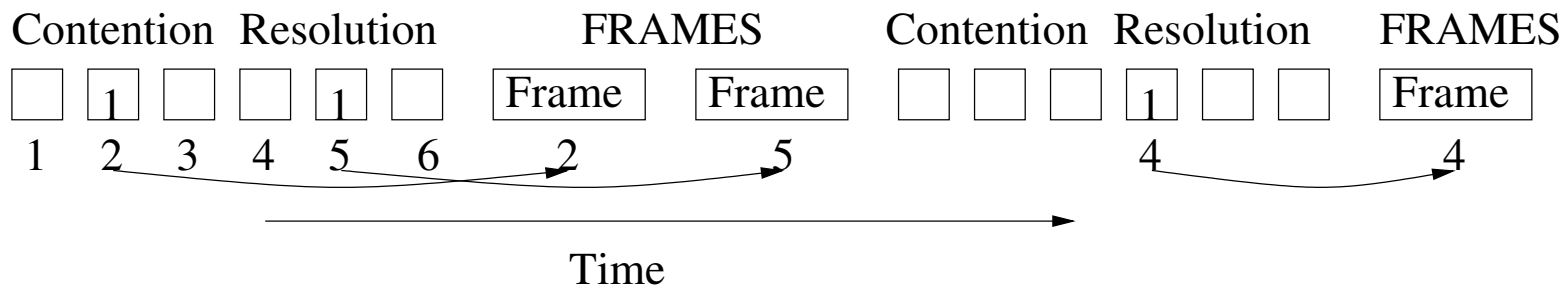 Contention Resolution FRAMES Contention Resolution FRAMES
1 1 Frame Frame 1 Frame
1 2 3 4 5 6 2 5 4 4
Time